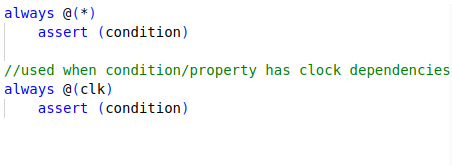 always @(*)
assert (condition)
//used when condition/property has clock dependencies
always @(clk)
assert (condition)